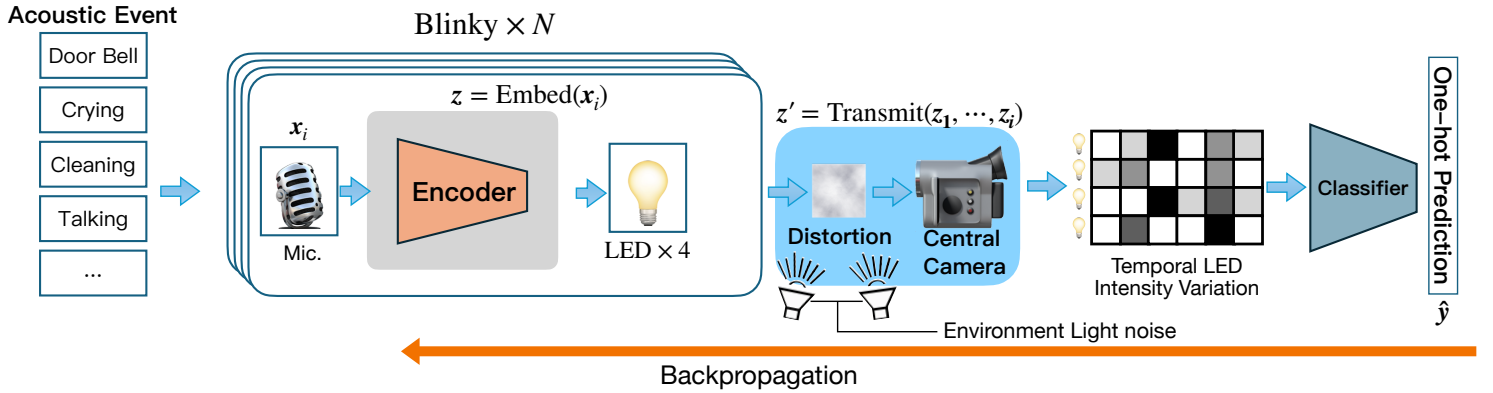 Acoustic Event
Door Bell
Crying
Cleaning
Talking
...
Blinky × N
z = Embed(xᵢ)
xᵢ
Mic.
Encoder
LED × 4
z′ = Transmit(z₁, ⋯, zᵢ)
Distortion
Central
Camera
Environment Light noise
Temporal LED
Intensity Variation
Classifier
One-hot Prediction
ŷ
Backpropagation